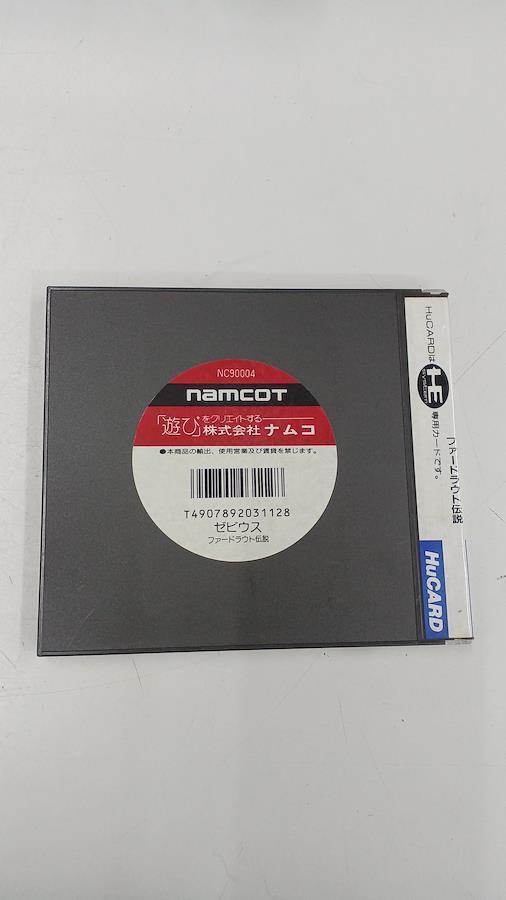 NC90004
namcot
「遊び」をクリエイトする
株式会社ナムコ
●本商品の輸出、使用営業及び賃貸を禁じます。
T4907892031128
ゼビウス
ファードラウト伝説
HuCARDは
PCE
SYSTEM
専用カードです。
ファードラウト伝説
HuCARD